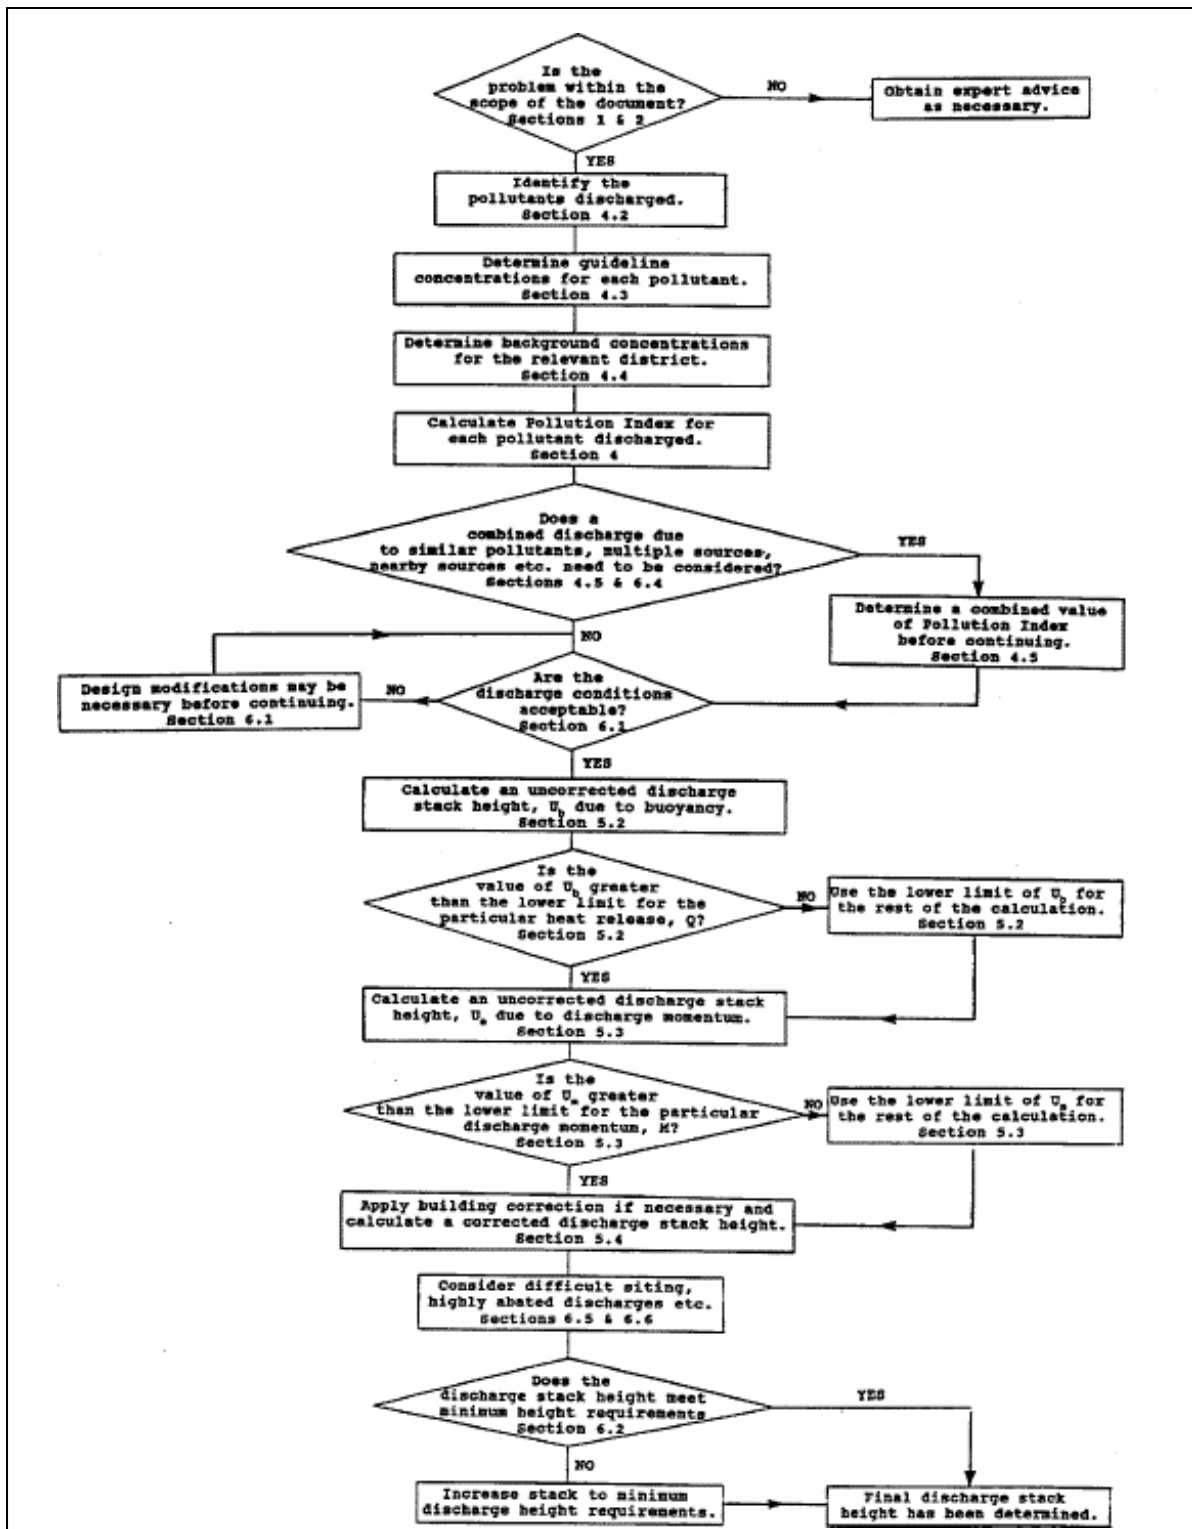 Is the
problem within the
scope of the document?
Sections 1 & 2
NO
Obtain expert advice
as necessary.
YES
Identify the
pollutants discharged.
Section 4.2
Determine guideline
concentrations for each pollutant.
Section 4.3
Determine background concentrations
for the relevant district.
Section 4.4
Calculate Pollution Index for
each pollutant discharged.
Section 4
Does a
combined discharge due
to similar pollutants, multiple sources,
nearby sources etc. need to be considered?
Sections 4.5 & 6.4
YES
Determine a combined value
of Pollution Index
before continuing.
Section 4.5
NO
Are the
discharge conditions
acceptable?
Section 6.1
NO
Design modifications may be
necessary before continuing.
Section 6.1
YES
Calculate an uncorrected discharge
stack height, U_b due to buoyancy.
Section 5.2
Is the
value of U_b greater
than the lower limit for the
particular heat release, Q?
Section 5.2
NO
Use the lower limit of U_b for
the rest of the calculation.
Section 5.2
YES
Calculate an uncorrected discharge stack
height, U_m due to discharge momentum.
Section 5.3
Is the
value of U_m greater
than the lower limit for the particular
discharge momentum, M?
Section 5.3
NO
Use the lower limit of U_m for
the rest of the calculation.
Section 5.3
YES
Apply building correction if necessary and
calculate a corrected discharge stack height.
Section 5.4
Consider difficult siting,
highly abated discharges etc.
Sections 6.5 & 6.6
Does the
discharge stack height meet
minimum height requirements
Section 6.2
YES
NO
Increase stack to minimum
discharge height requirements.
Final discharge stack
height has been determined.